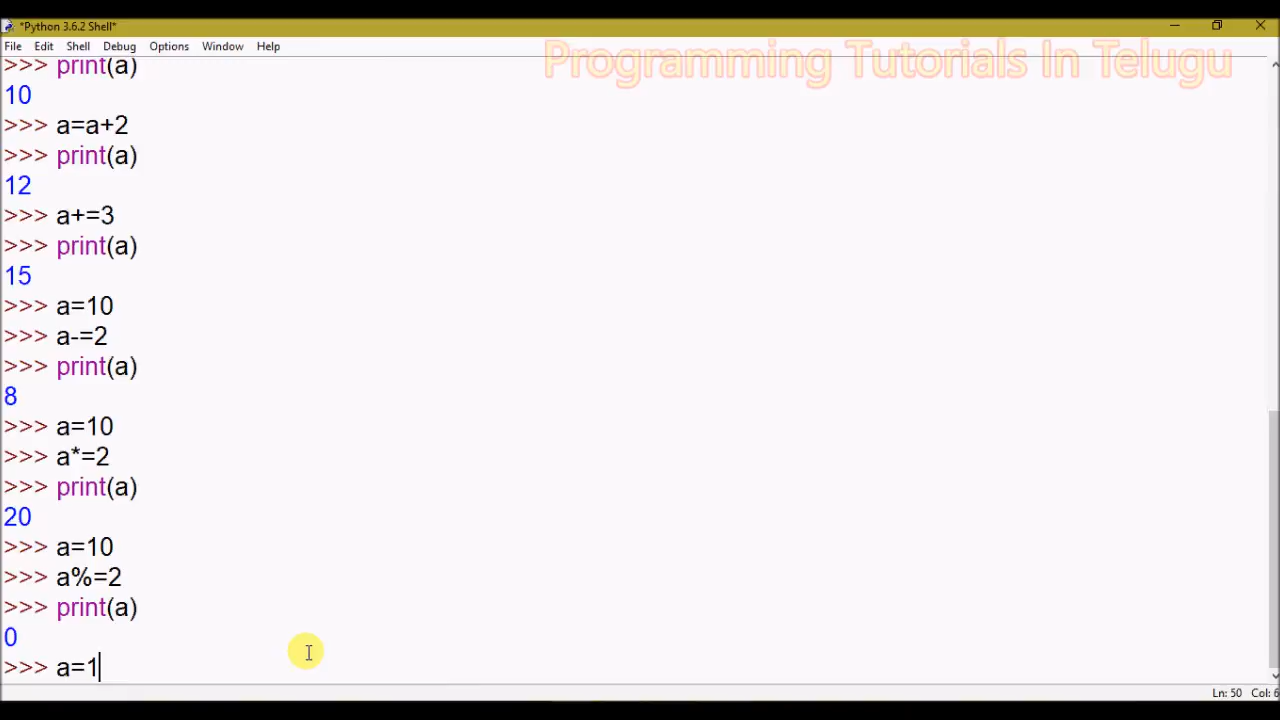 *Python 3.6.2 Shell*
File Edit Shell Debug Options Window Help
Programming Tutorials In Telugu
>>> print(a)
10
>>> a=a+2
>>> print(a)
12
>>> a+=3
>>> print(a)
15
>>> a=10
>>> a-=2
>>> print(a)
8
>>> a=10
>>> a*=2
>>> print(a)
20
>>> a=10
>>> a%=2
>>> print(a)
0
>>> a=1
Ln: 50 Col: 6